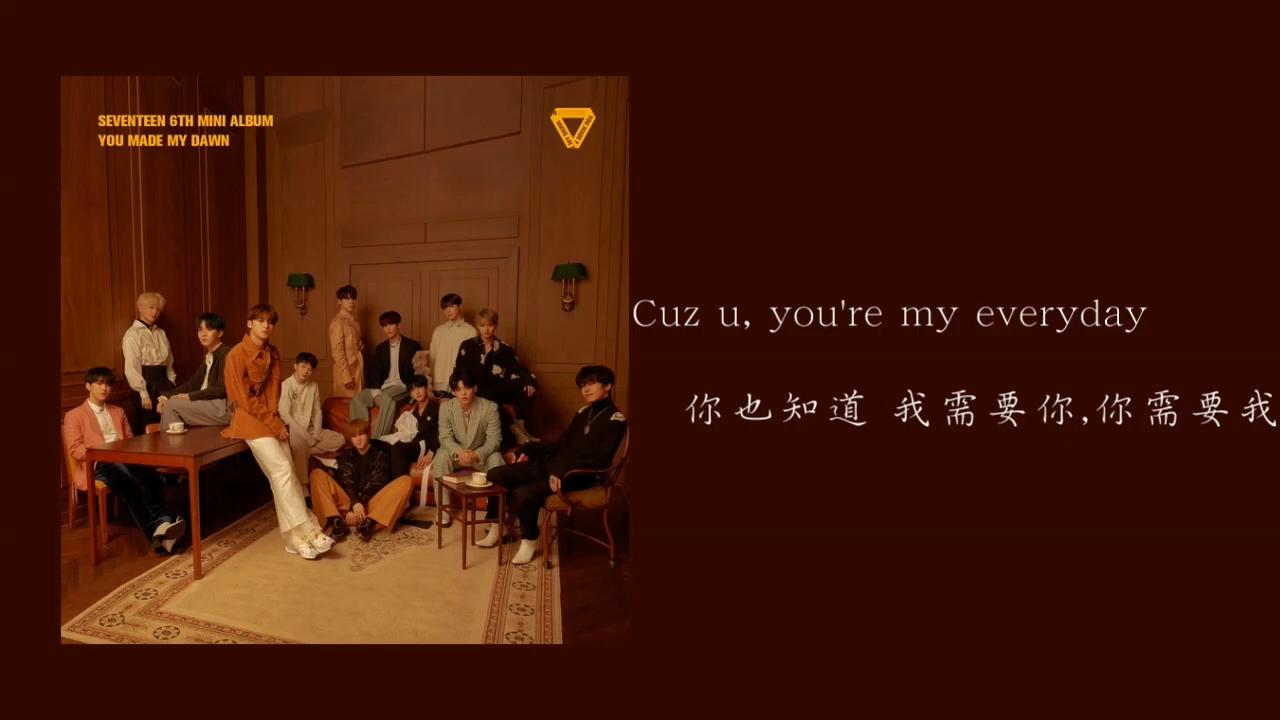 SEVENTEEN 6TH MINI ALBUM
YOU MADE MY DAWN
Cuz u, you're my everyday
你也知道 我需要你,你需要我